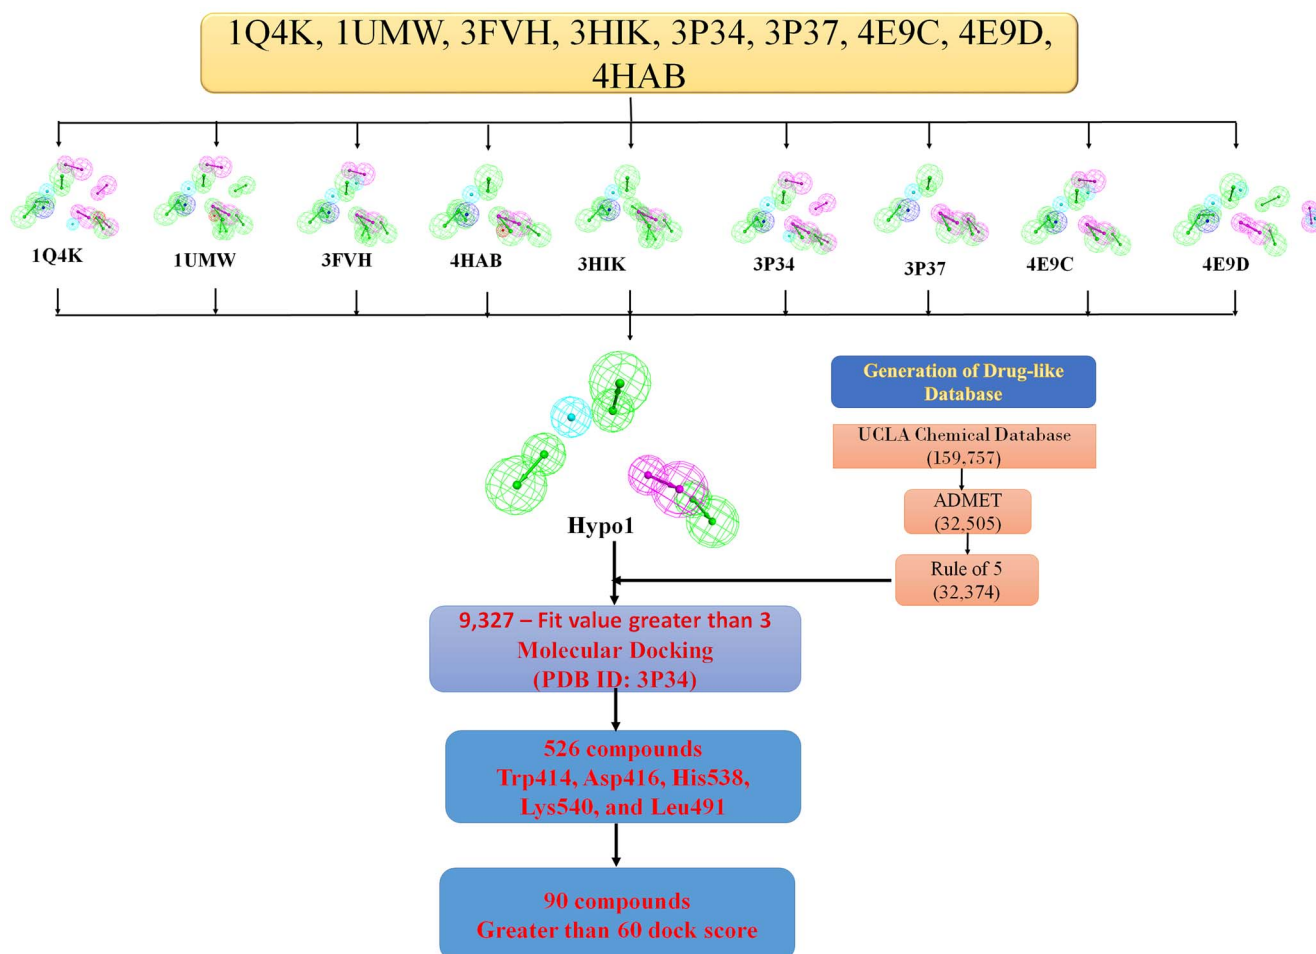 1Q4K, 1UMW, 3FVH, 3HIK, 3P34, 3P37, 4E9C, 4E9D,
4HAB
1Q4K
1UMW
3FVH
4HAB
3HIK
3P34
3P37
4E9C
4E9D
Hypo1
Generation of Drug-like
Database
UCLA Chemical Database
(159,757)
ADMET
(32,505)
Rule of 5
(32,374)
9,327 – Fit value greater than 3
Molecular Docking
(PDB ID: 3P34)
526 compounds
Trp414, Asp416, His538,
Lys540, and Leu491
90 compounds
Greater than 60 dock score